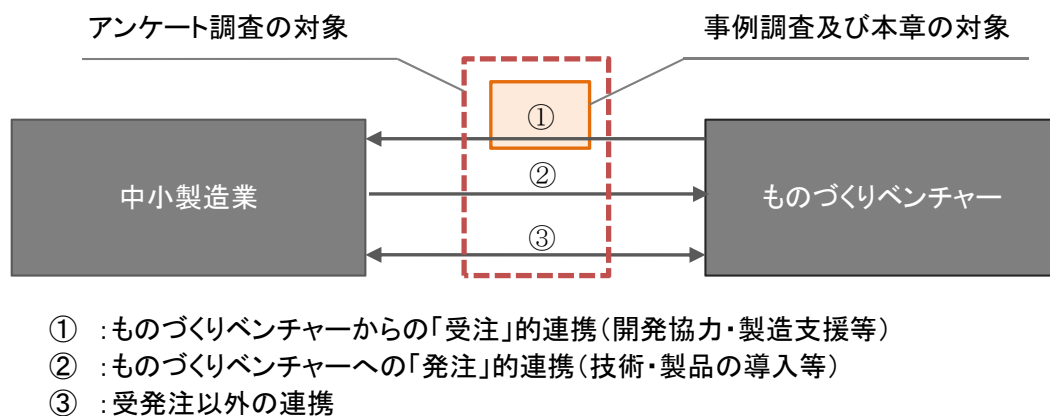 アンケート調査の対象
事例調査及び本章の対象
①
中小製造業
②
ものづくりベンチャー
③
① :ものづくりベンチャーからの「受注」的連携(開発協力・製造支援等)
② :ものづくりベンチャーへの「発注」的連携(技術・製品の導入等)
③ :受発注以外の連携